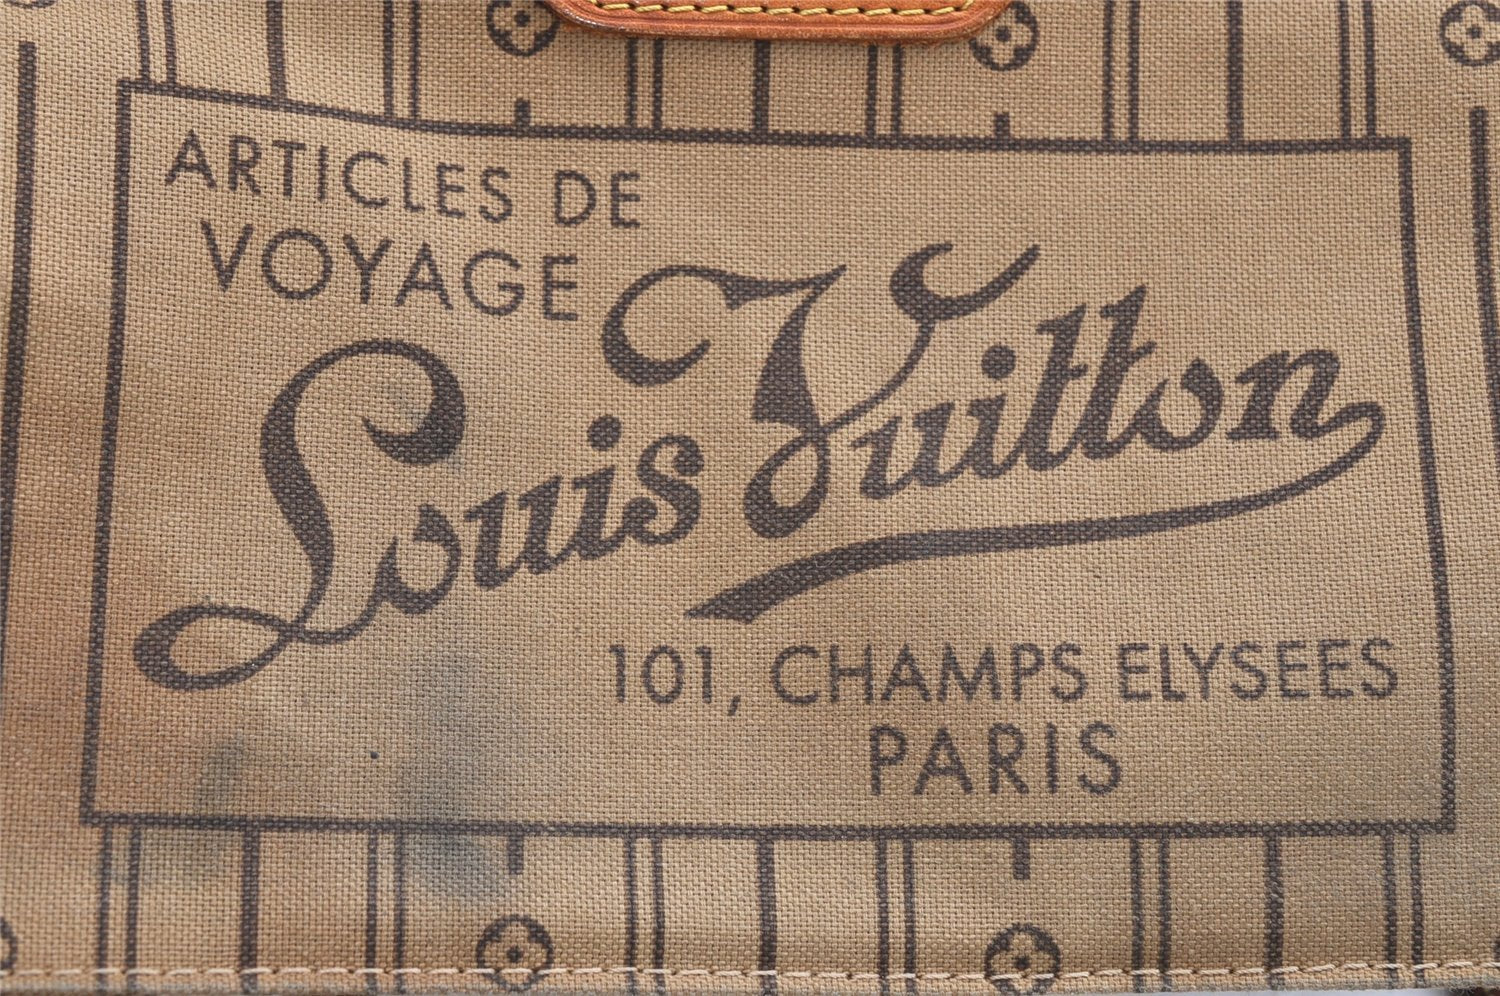 ARTICLES DE
VOYAGE
Louis Vuitton
101, CHAMPS ELYSEES
PARIS